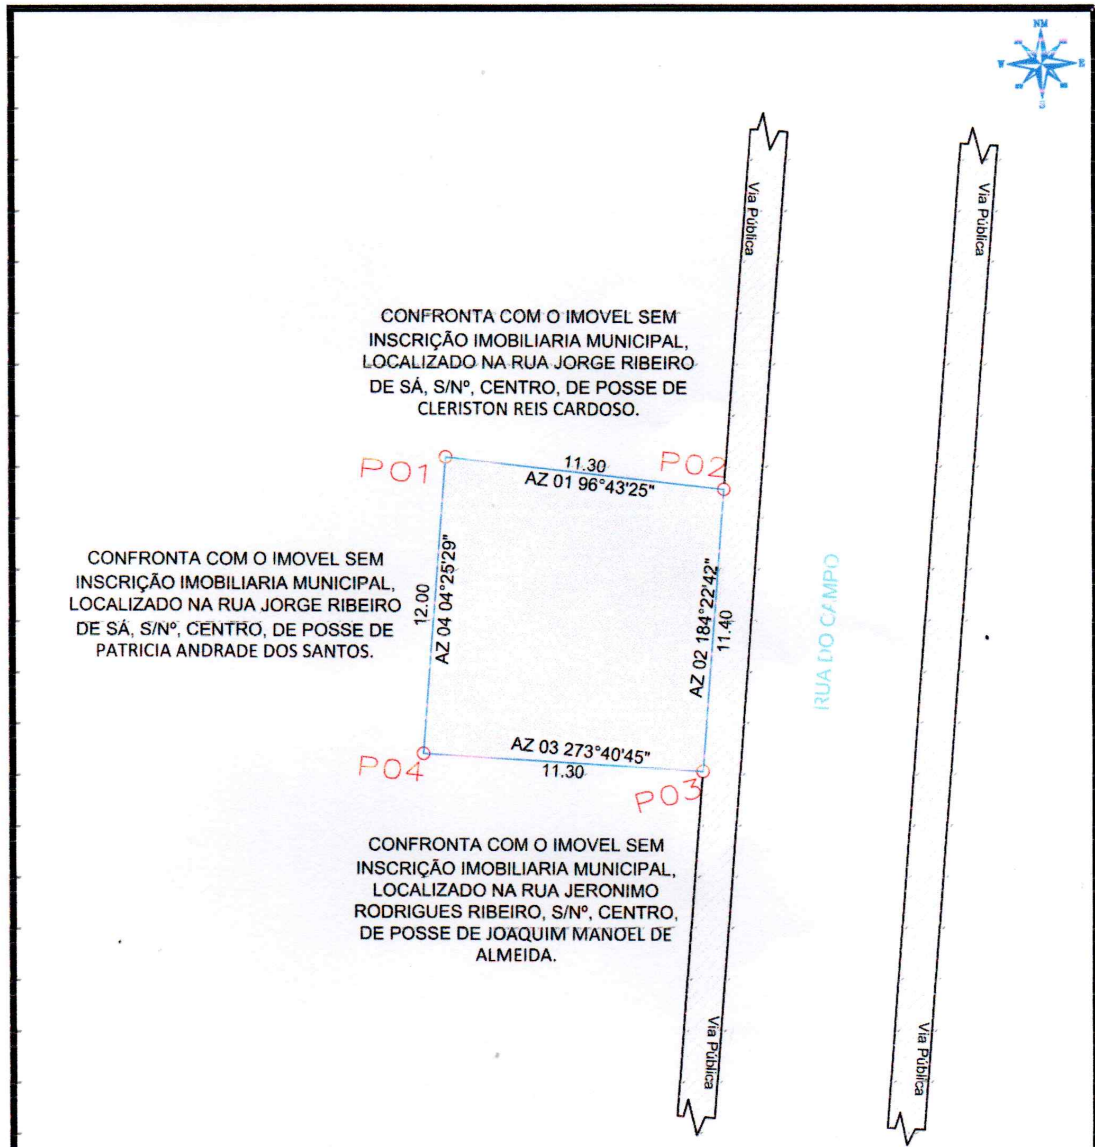 NM
W
E
S
Via Pública
Via Pública
CONFRONTA COM O IMOVEL SEM
INSCRIÇÃO IMOBILIARIA MUNICIPAL,
LOCALIZADO NA RUA JORGE RIBEIRO
DE SÁ, S/Nº, CENTRO, DE POSSE DE
CLERISTON REIS CARDOSO.
P01
11.30
AZ 01 96°43'25"
P02
CONFRONTA COM O IMOVEL SEM
INSCRIÇÃO IMOBILIARIA MUNICIPAL,
LOCALIZADO NA RUA JORGE RIBEIRO
DE SÁ, S/Nº, CENTRO, DE POSSE DE
PATRICIA ANDRADE DOS SANTOS.
12.00
AZ 04 04°25'29"
AZ 02 184°22'42"
11.40
RUA DO CAMPO
P04
AZ 03 273°40'45"
11.30
P03
CONFRONTA COM O IMOVEL SEM
INSCRIÇÃO IMOBILIARIA MUNICIPAL,
LOCALIZADO NA RUA JERONIMO
RODRIGUES RIBEIRO, S/Nº, CENTRO,
DE POSSE DE JOAQUIM MANOEL DE
ALMEIDA.
Via Pública
Via Pública